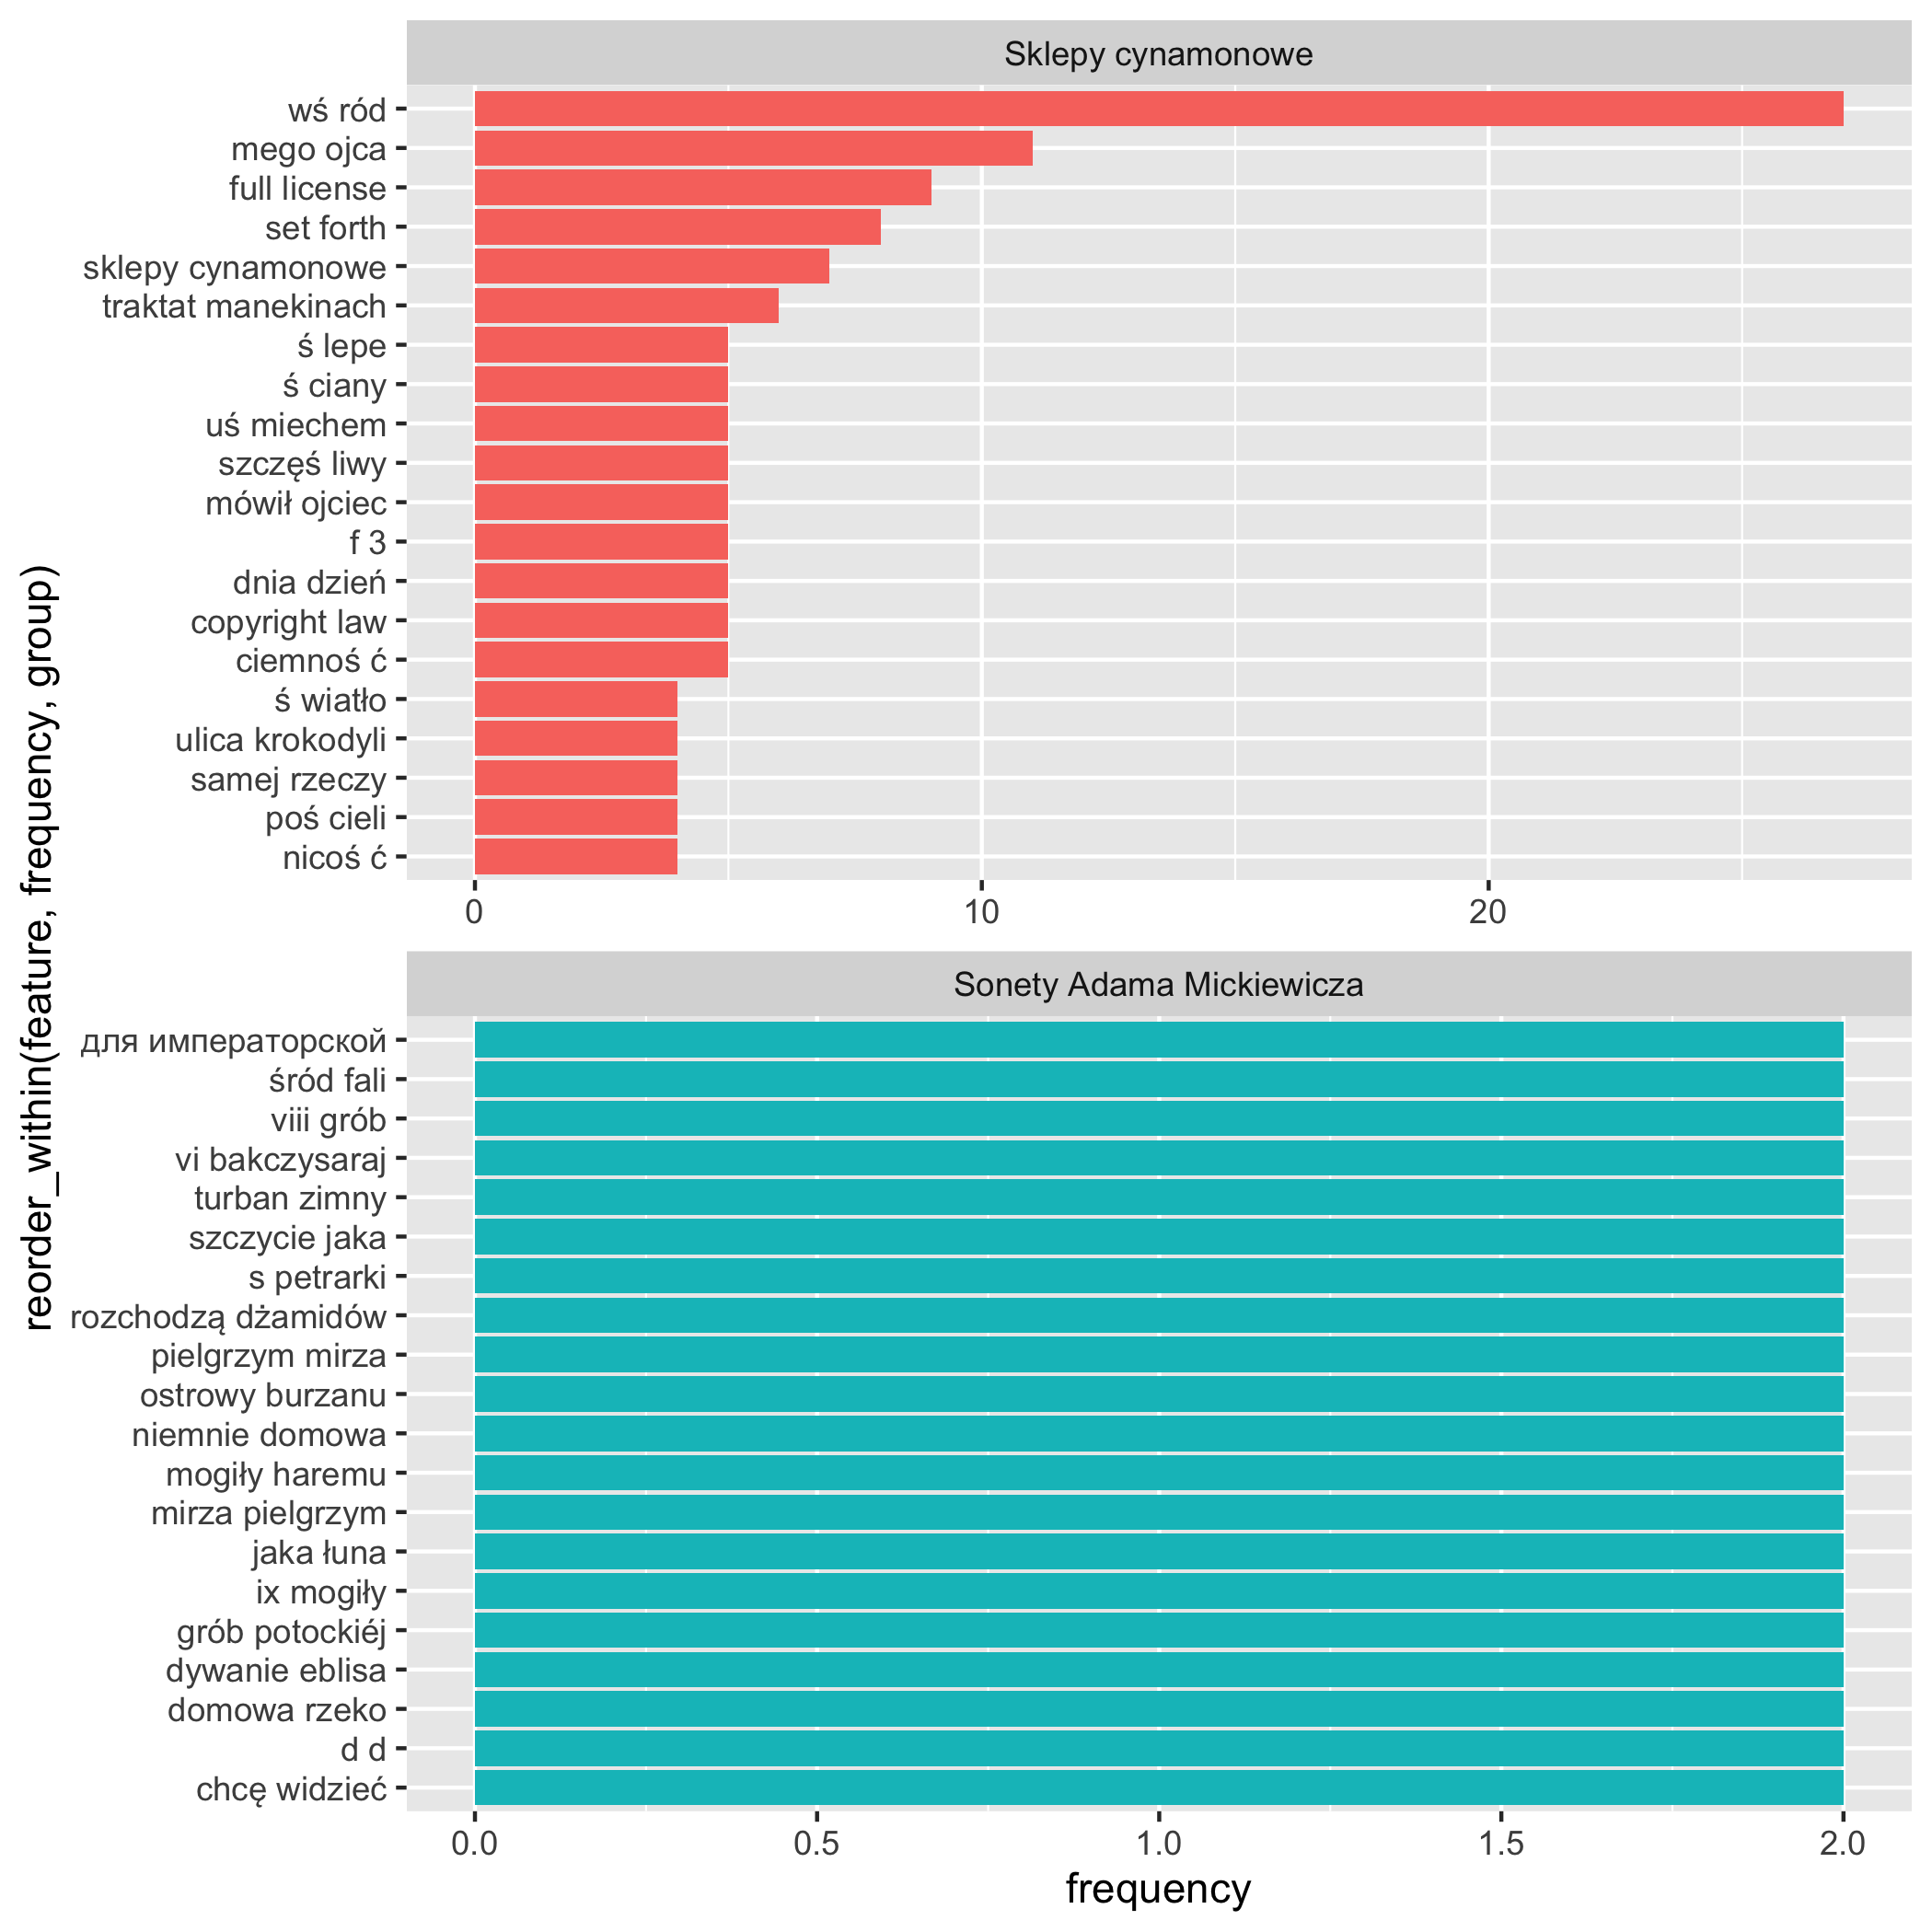 Sklepy cynamonowe
wś ród
mego ojca
full license
set forth
sklepy cynamonowe
traktat manekinach
ś lepe
ś ciany
uś miechem
szczęś liwy
mówił ojciec
f 3
dnia dzień
copyright law
ciemnoś ć
ś wiatło
ulica krokodyli
samej rzeczy
poś cieli
nicoś ć
0 10 20
reorder_within(feature, frequency, group)
Sonety Adama Mickiewicza
для императорской
śród fali
viii grób
vi bakczysaraj
turban zimny
szczycie jaka
s petrarki
rozchodzą dżamidów
pielgrzym mirza
ostrowy burzanu
niemnie domowa
mogiły haremu
mirza pielgrzym
jaka łuna
ix mogiły
grób potockiéj
dywanie eblisa
domowa rzeko
d d
chcę widzieć
0.0 0.5 1.0 1.5 2.0
frequency